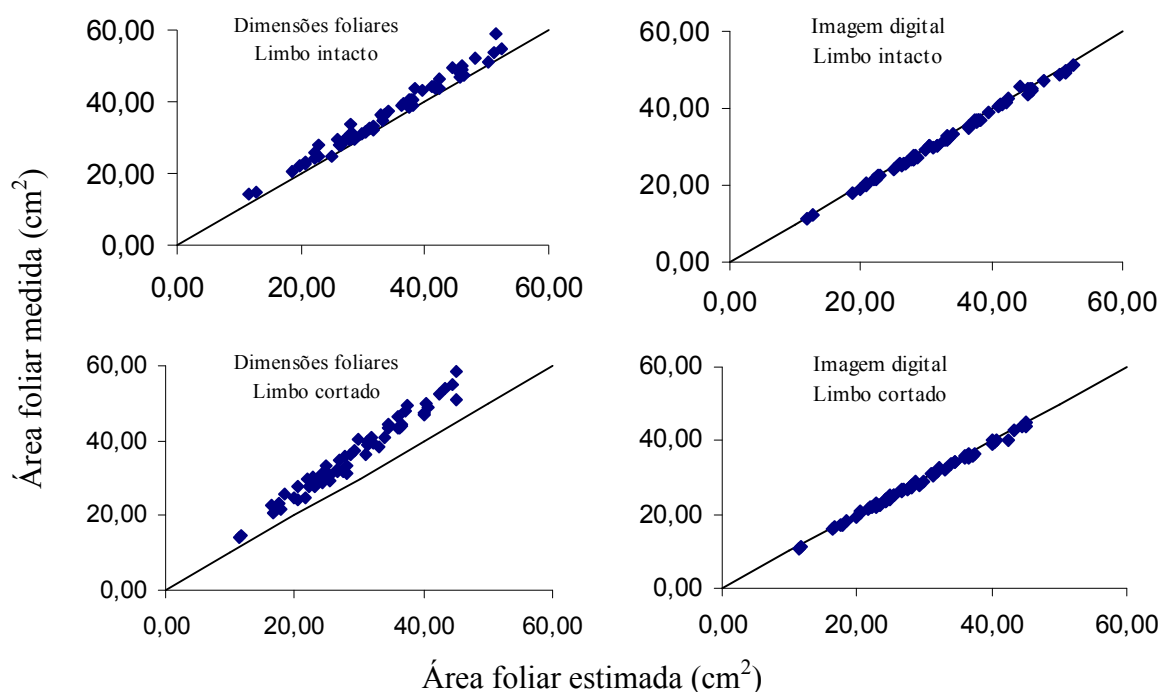 Dimensões foliares
Limbo intacto
60,00
40,00
20,00
0,00
0,00 20,00 40,00 60,00
Imagem digital
Limbo intacto
60,00
40,00
20,00
0,00
0,00 20,00 40,00 60,00
Dimensões foliares
Limbo cortado
60,00
40,00
20,00
0,00
0,00 20,00 40,00 60,00
Imagem digital
Limbo cortado
60,00
40,00
20,00
0,00
0,00 20,00 40,00 60,00
Área foliar medida (cm²)
Área foliar estimada (cm²)